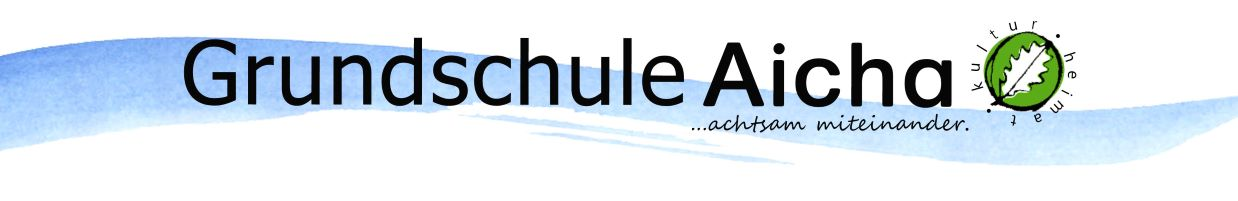 Grundschule Aicha
...achtsam miteinander.
kultur · heimat ·